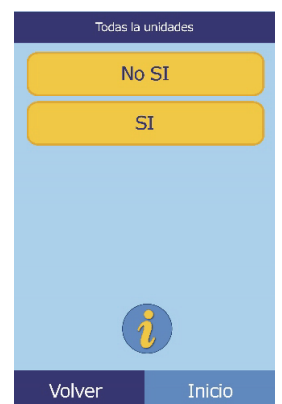 Todas la unidades
No SI
SI
i
Volver
Inicio